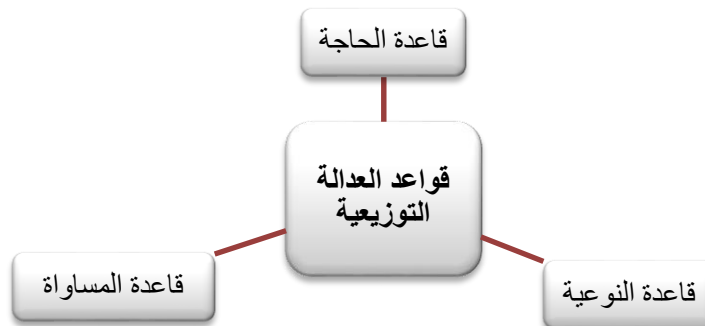 قاعدة الحاجة
قواعد العدالة
التوزيعية
قاعدة النوعية
قاعدة المساواة